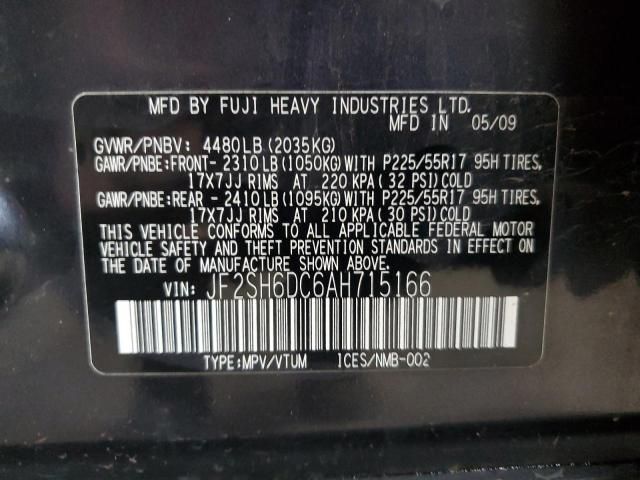 MFD BY FUJI HEAVY INDUSTRIES LTD.
MFD IN 05/09
GVWR/PNBV: 4480LB(2035KG)
GAWR/PNBE:FRONT- 2310LB(1050KG)WITH P225/55R17 95H TIRES,
17X7JJ RIMS AT 220 KPA(32 PSI)COLD
GAWR/PNBE:REAR - 2410LB(1095KG)WITH P225/55R17 95H TIRES,
17X7JJ RIMS AT 210 KPA(30 PSI)COLD
THIS VEHICLE CONFORMS TO ALL APPLICABLE FEDERAL MOTOR
VEHICLE SAFETY AND THEFT PREVENTION STANDARDS IN EFFECT ON
THE DATE OF MANUFACTURE SHOWN ABOVE.
VIN: JF2SH6DC6AH715166
TYPE:MPV/VTUM ICES/NMB-002